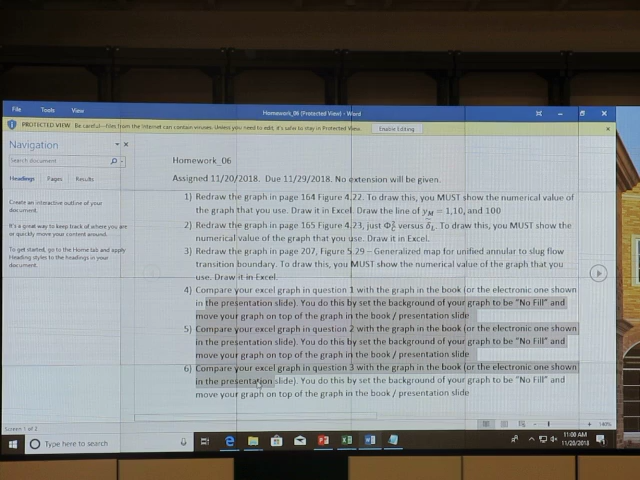 File Tools View
Homework_06 (Protected View) - Word
PROTECTED VIEW Be careful—files from the Internet can contain viruses. Unless you need to edit, it's safer to stay in Protected View. Enable Editing
Navigation
Search document
Headings Pages Results
Create an interactive outline of your
document.
It's a great way to keep track of where you are
or quickly move your content around.
To get started, go to the Home tab and apply
Heading styles to the headings in your
document.
Homework_06
Assigned 11/20/2018. Due 11/29/2018. No extension will be given.
1) Redraw the graph in page 164 Figure 4.22. To draw this, you MUST show the numerical value of
the graph that you use. Draw it in Excel. Draw the line of yM = 1,10, and 100
2) Redraw the graph in page 165 Figure 4.23, just versus . To draw this, you MUST show the
numerical value of the graph that you use. Draw it in Excel.
3) Redraw the graph in page 207, Figure 5.29 – Generalized map for unified annular to slug flow
transition boundary. To draw this, you MUST show the numerical value of the graph that you
use. Draw it in Excel.
4) Compare your excel graph in question 1 with the graph in the book (or the electronic one shown
in the presentation slide). You do this by set the background of your graph to be "No Fill" and
move your graph on top of the graph in the book / presentation slide
5) Compare your excel graph in question 2 with the graph in the book (or the electronic one shown
in the presentation slide). You do this by set the background of your graph to be "No Fill" and
move your graph on top of the graph in the book / presentation slide
6) Compare your excel graph in question 3 with the graph in the book (or the electronic one shown
in the presentation slide). You do this by set the background of your graph to be "No Fill" and
move your graph on top of the graph in the book / presentation slide
Screen 1 of 2
140%
Type here to search
11:00 AM
11/20/2018